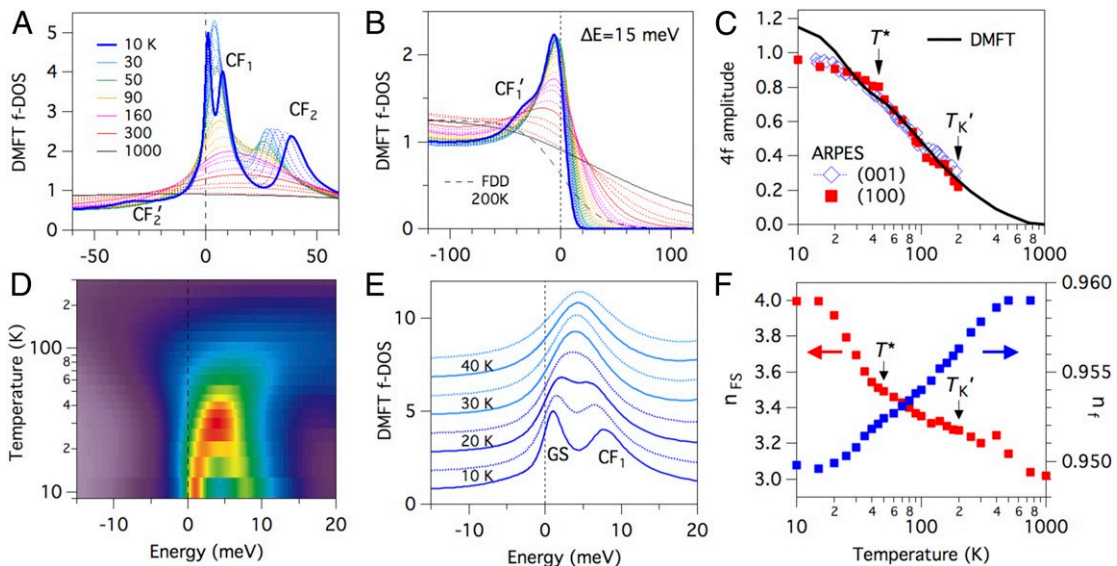 A
10 K
30
50
90
160
300
1000
CF1
CF2
CF2′
DMFT f-DOS
5
4
3
2
1
0
-50
0
50
B
ΔE=15 meV
CF1′
FDD
200K
DMFT f-DOS
3
2
1
0
-100
0
100
C
T*
DMFT
TK′
ARPES
(001)
(100)
4f amplitude
1.2
1.0
0.8
0.6
0.4
0.2
0.0
10
2
4
6
8
100
2
4
6
8
1000
D
Temperature (K)
2
100
8
6
4
2
10
-10
0
10
20
Energy (meV)
E
DMFT f-DOS
10
5
0
40 K
30 K
20 K
10 K
GS
CF1
-10
0
10
20
Energy (meV)
F
nFS
4.0
3.8
3.6
3.4
3.2
3.0
T*
TK′
0.960
0.955
0.950
nf
10
2
4
6
8
100
2
4
6
8
1000
Temperature (K)